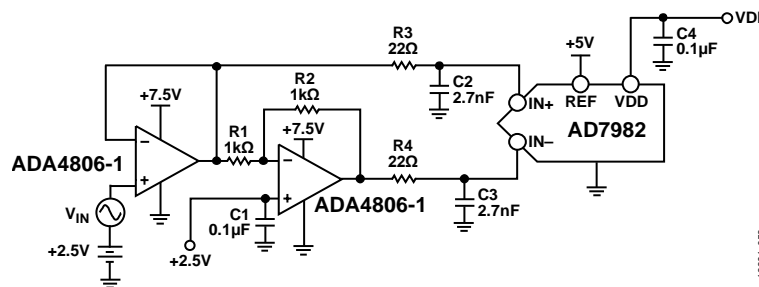 VDD
C4
0.1µF
+5V
R3
22Ω
C2
2.7nF
IN+
REF
VDD
AD7982
IN–
R2
1kΩ
+7.5V
+7.5V
R1
1kΩ
R4
22Ω
ADA4806-1
−
+
−
+
ADA4806-1
C3
2.7nF
VIN
C1
0.1µF
+2.5V
+2.5V